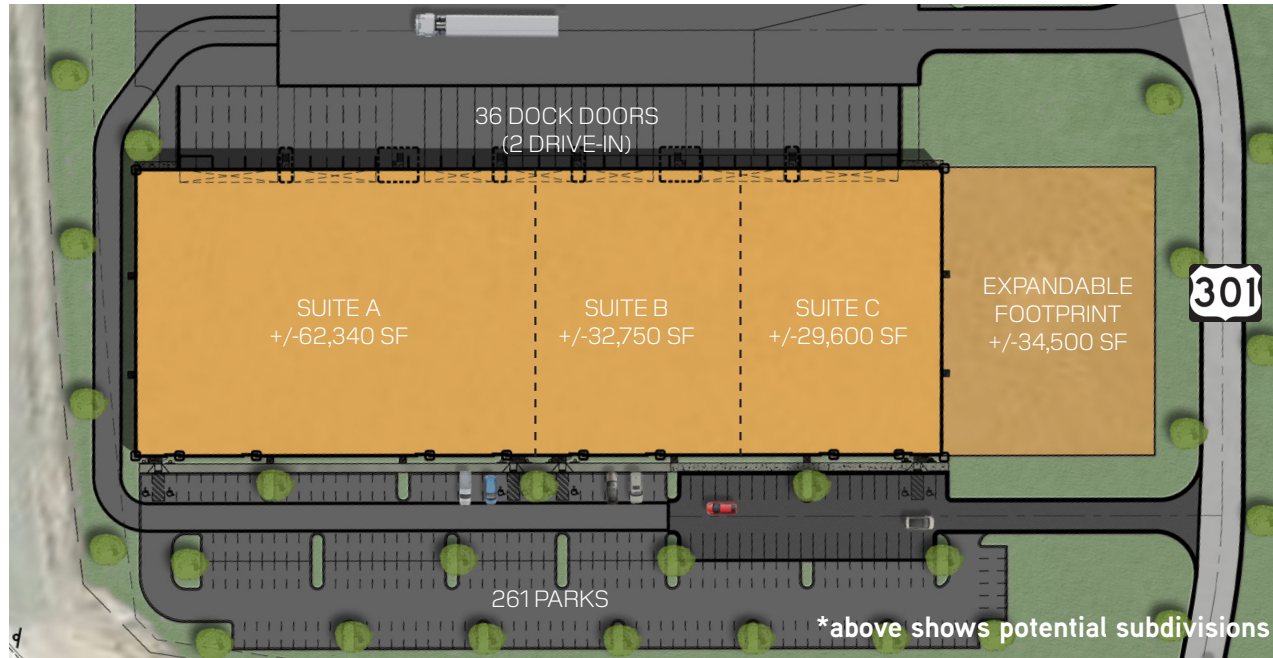 36 DOCK DOORS
(2 DRIVE-IN)
SUITE A
+/-62,340 SF
SUITE B
+/-32,750 SF
SUITE C
+/-29,600 SF
EXPANDABLE
FOOTPRINT
+/-34,500 SF
301
261 PARKS
*above shows potential subdivisions